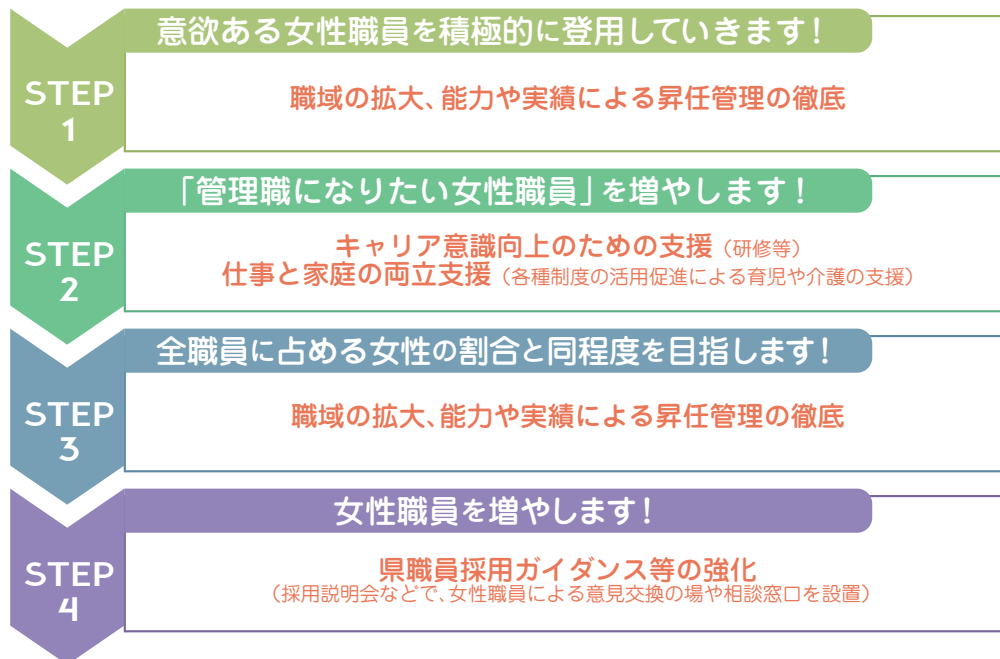 意欲ある女性職員を積極的に登用していきます！
STEP
1
職域の拡大、能力や実績による昇任管理の徹底
「管理職になりたい女性職員」を増やします！
STEP
2
キャリア意識向上のための支援（研修等）
仕事と家庭の両立支援（各種制度の活用促進による育児や介護の支援）
全職員に占める女性の割合と同程度を目指します！
STEP
3
職域の拡大、能力や実績による昇任管理の徹底
女性職員を増やします！
STEP
4
県職員採用ガイダンス等の強化
（採用説明会などで、女性職員による意見交換の場や相談窓口を設置）